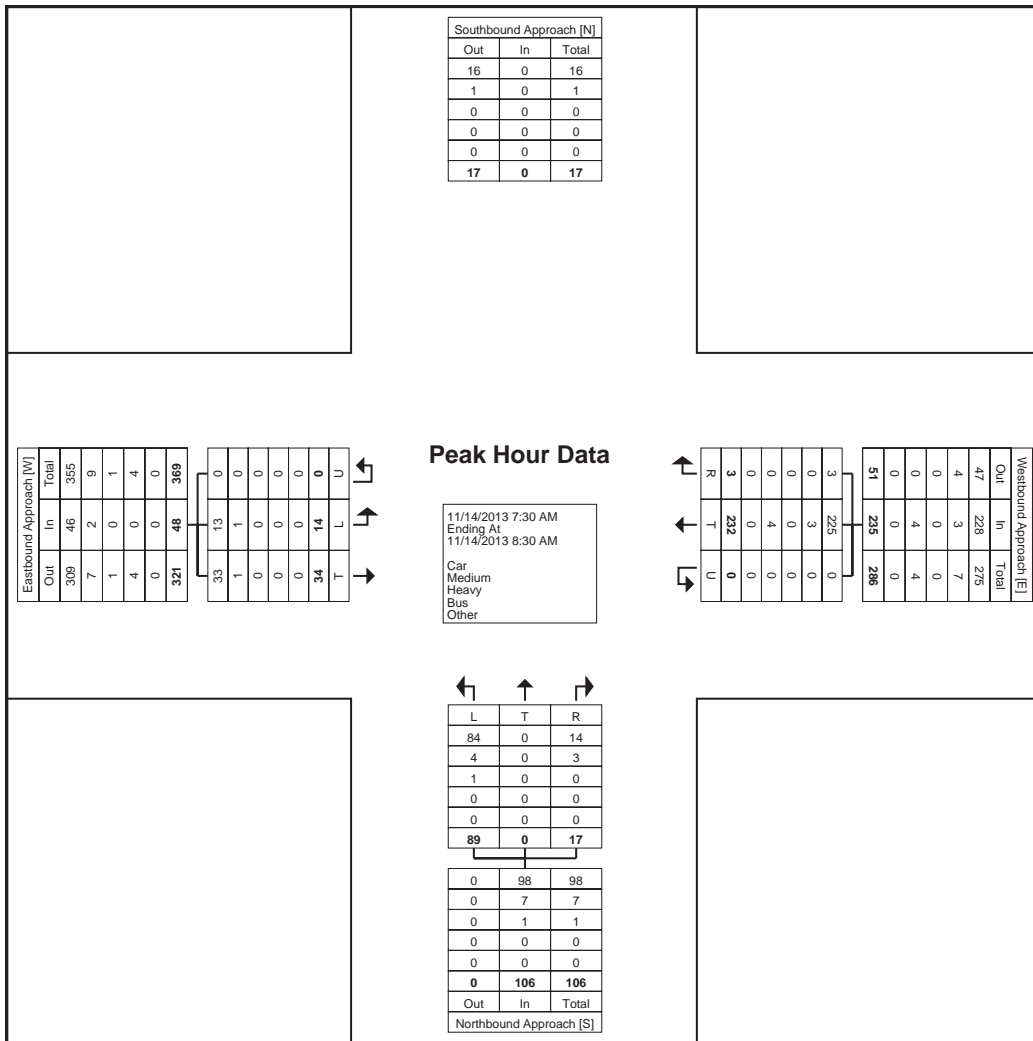 Southbound Approach [N]
Out In Total
16 0 16
1 0 1
0 0 0
0 0 0
0 0 0
17 0 17
Eastbound Approach [W]
Out In Total
309 46 355
7 2 9
1 0 1
4 0 4
0 0 0
321 48 369
33 13 0
1 1 0
0 0 0
0 0 0
0 0 0
34 14 0
T L U
Peak Hour Data
11/14/2013 7:30 AM
Ending At
11/14/2013 8:30 AM
Car
Medium
Heavy
Bus
Other
Westbound Approach [E]
Out In Total
47 228 275
4 3 7
0 0 0
0 4 4
0 0 0
51 235 286
3 225 0
0 3 0
0 0 0
0 4 0
0 0 0
3 232 0
R T U
L T R
84 0 14
4 0 3
1 0 0
0 0 0
0 0 0
89 0 17
0 98 98
0 7 7
0 1 1
0 0 0
0 0 0
0 106 106
Out In Total
Northbound Approach [S]